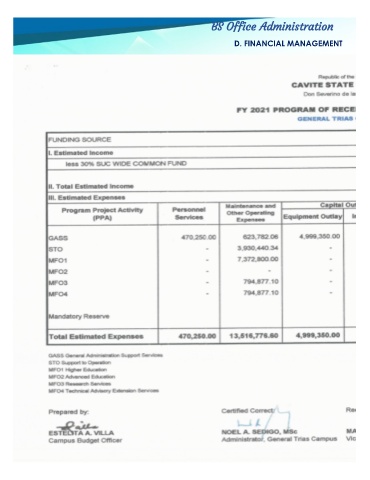 BS Office Administration
D. FINANCIAL MANAGEMENT
Republic of the
CAVITE STATE
Don Severino de la
FY 2021 PROGRAM OF RECE
GENERAL TRIAS
FUNDING SOURCE
I. Estimated Income
less 30% SUC WIDE COMMON FUND
II. Total Estimated Income
III. Estimated Expenses
Program Project Activity (PPA) Personnel Services Maintenance and Other Operating Expenses Capital Out
Equipment Outlay
GASS 470,250.00 623,782.06 4,999,350.00
STO - 3,930,440.34 -
MFO1 - 7,372,800.00 -
MFO2 - - -
MFO3 - 794,877.10 -
MFO4 - 794,877.10 -
Mandatory Reserve
Total Estimated Expenses 470,250.00 13,516,776.60 4,999,350.00
GASS General Administration Support Services
STO Support to Operation
MFO1 Higher Education
MFO2 Advanced Education
MFO3 Research Services
MFO4 Technical Advisory Extension Services
Prepared by: Certified Correct:
ESTELITA A. VILLA NOEL A. SEDIGO, MSc MA
Campus Budget Officer Administrator, General Trias Campus Vic